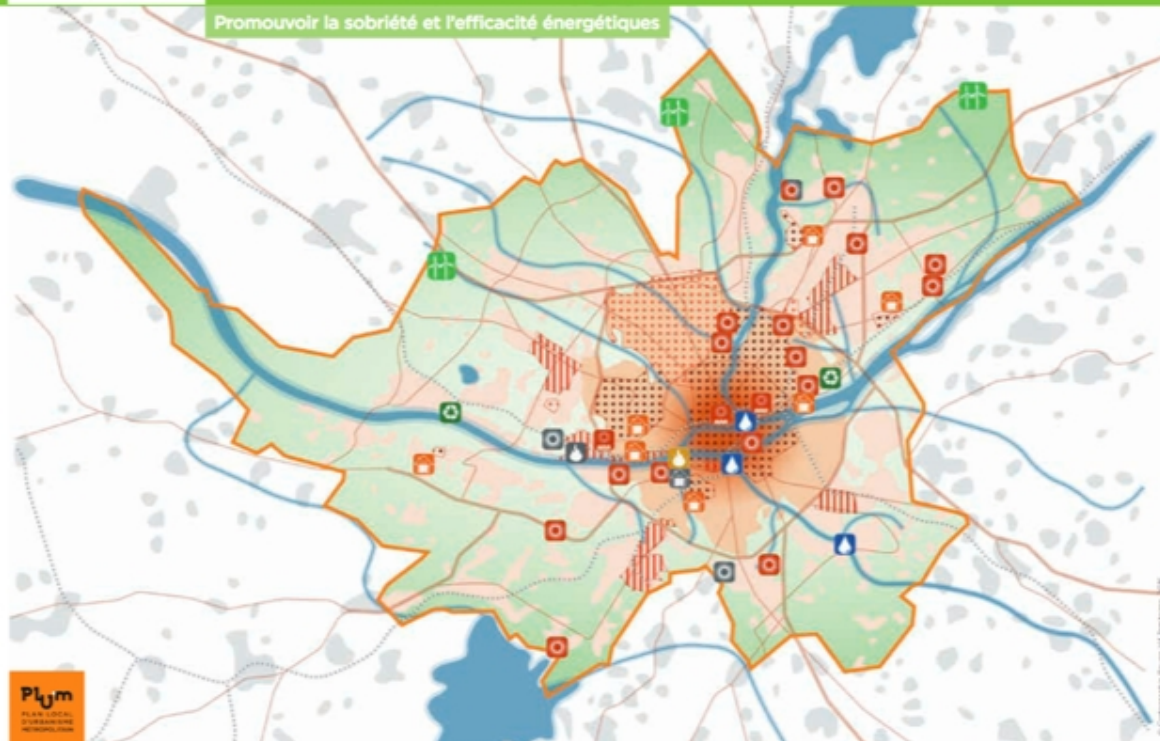 Promouvoir la sobriété et l'efficacité énergétiques
PLUm
PLAN LOCAL
D'URBANISME
MÉTROPOLITAIN